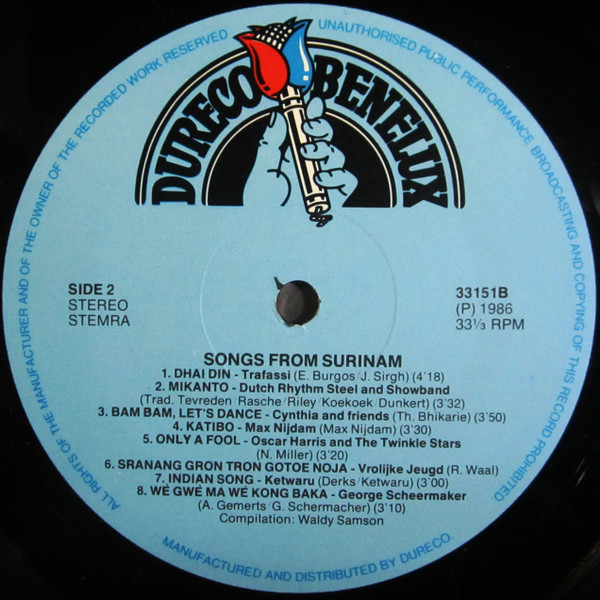 ALL RIGHTS OF THE MANUFACTURER AND OF THE OWNER OF THE RECORDED WORK RESERVED
UNAUTHORISED PUBLIC PERFORMANCE BROADCASTING AND COPYING OF THIS RECORD PROHIBITED
DURECO BENELUX
SIDE 2
STEREO
STEMRA
33151B
(P) 1986
33⅓ RPM
SONGS FROM SURINAM
1. DHAI DIN - Trafassi (E. Burgos/J. Sirgh) (4'18)
2. MIKANTO - Dutch Rhythm Steel and Showband
(Trad. Tevreden/Rasche/Riley/Koekoek/Dunkert) (3'32)
3. BAM BAM, LET'S DANCE - Cynthia and friends (Th. Bhikarie) (3'50)
4. KATIBO - Max Nijdam (Max Nijdam) (3'30)
5. ONLY A FOOL - Oscar Harris and The Twinkle Stars
(N. Miller) (3'20)
6. SRANANG GRON TRON GOTOE NOJA - Vrolijke Jeugd (R. Waal)
7. INDIAN SONG - Ketwaru (Derks/Ketwaru) (3'00)
8. WÉ GWÉ MA WÉ KONG BAKA - George Scheermaker
(A. Gemerts/G. Schermacher) (3'10)
Compilation: Waldy Samson
MANUFACTURED AND DISTRIBUTED BY DURECO.